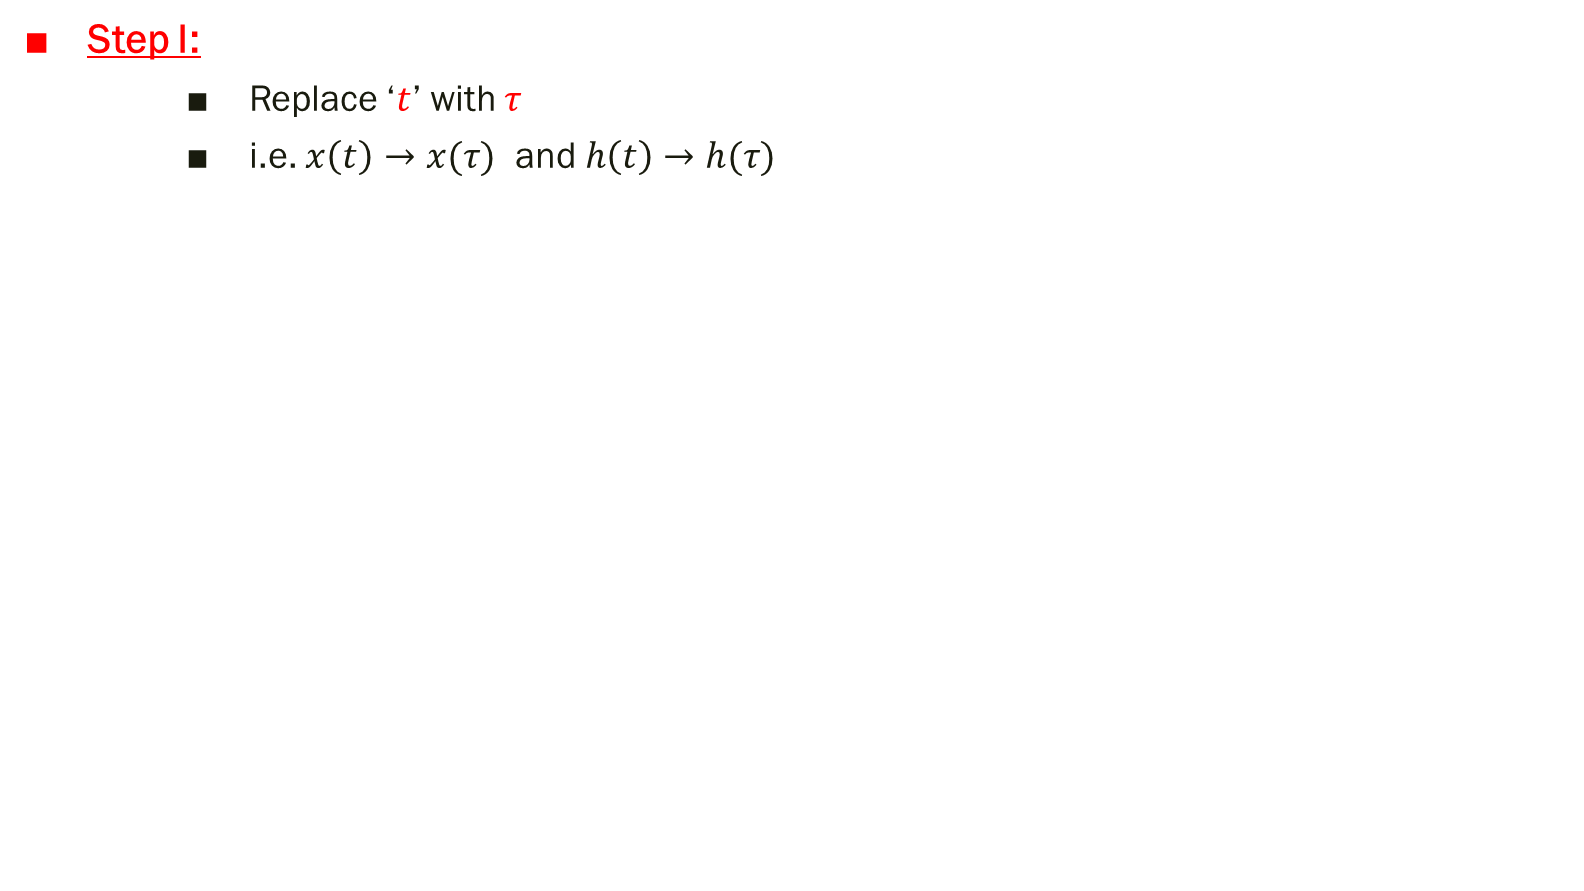 ■ Step I:
■ Replace ‘𝑡’ with 𝜏
■ i.e. 𝑥(𝑡) → 𝑥(𝜏) and ℎ(𝑡) → ℎ(𝜏)